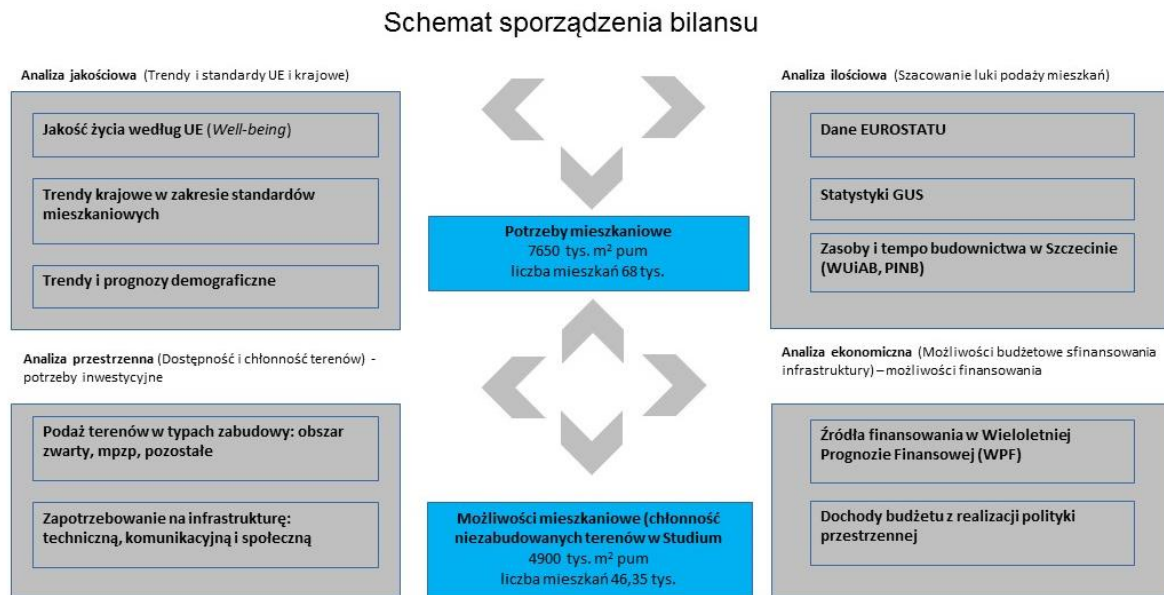 Schemat sporządzenia bilansu
Analiza jakościowa (Trendy i standardy UE i krajowe)
Jakość życia według UE (Well-being)
Trendy krajowe w zakresie standardów
mieszkaniowych
Trendy i prognozy demograficzne
Analiza ilościowa (Szacowanie luki podaży mieszkań)
Dane EUROSTATU
Statystyki GUS
Zasoby i tempo budownictwa w Szczecinie
(WUiAB, PINB)
Potrzeby mieszkaniowe
7650 tys. m² pum
liczba mieszkań 68 tys.
Analiza przestrzenna (Dostępność i chłonność terenów) -
potrzeby inwestycyjne
Podaż terenów w typach zabudowy: obszar
zwarty, mpzp, pozostałe
Zapotrzebowanie na infrastrukturę:
techniczną, komunikacyjną i społeczną
Analiza ekonomiczna (Możliwości budżetowe sfinansowania
infrastruktury) – możliwości finansowania
Źródła finansowania w Wieloletniej
Prognozie Finansowej (WPF)
Dochody budżetu z realizacji polityki
przestrzennej
Możliwości mieszkaniowe (chłonność
niezabudowanych terenów w Studium
4900 tys. m² pum
liczba mieszkań 46,35 tys.